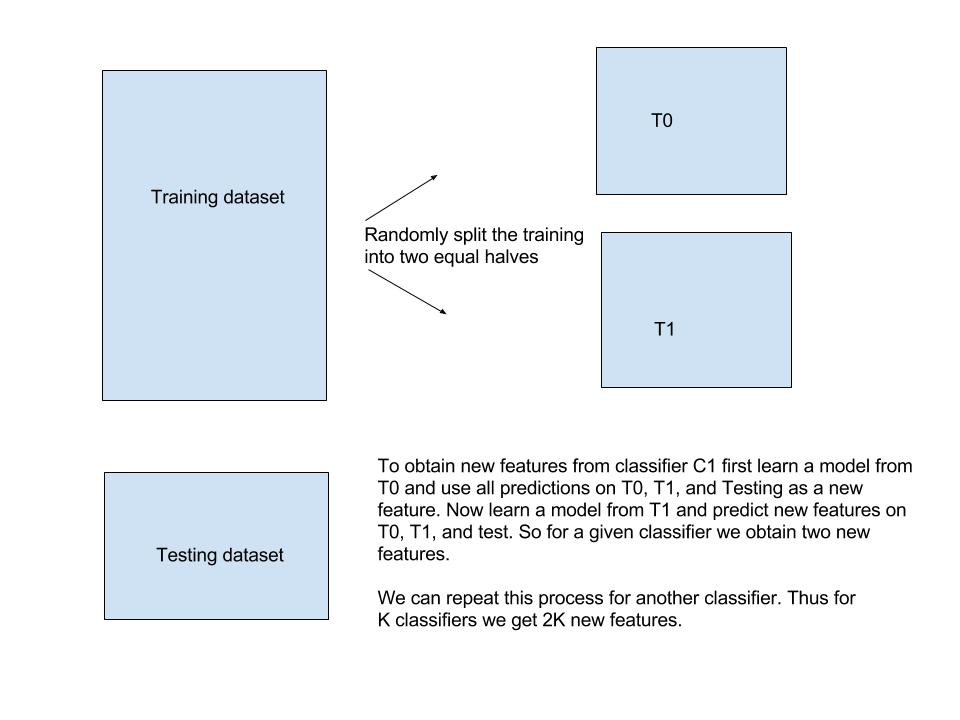 T0
Training dataset
Randomly split the training
into two equal halves
T1
To obtain new features from classifier C1 first learn a model from
T0 and use all predictions on T0, T1, and Testing as a new
feature. Now learn a model from T1 and predict new features on
T0, T1, and test. So for a given classifier we obtain two new
features.
We can repeat this process for another classifier. Thus for
K classifiers we get 2K new features.
Testing dataset